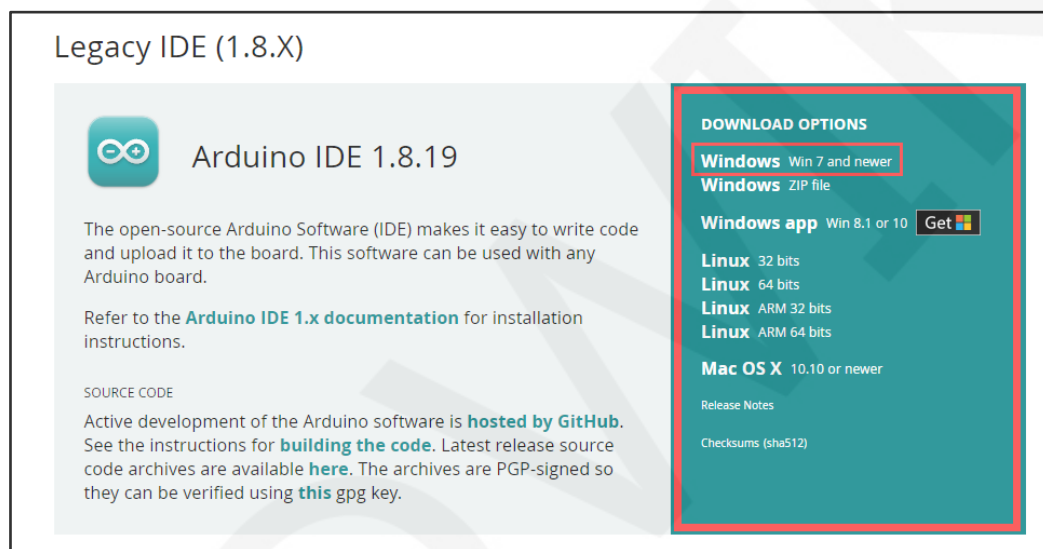 Legacy IDE (1.8.X)
Arduino IDE 1.8.19
The open-source Arduino Software (IDE) makes it easy to write code
and upload it to the board. This software can be used with any
Arduino board.
Refer to the Arduino IDE 1.x documentation for installation
instructions.
SOURCE CODE
Active development of the Arduino software is hosted by GitHub.
See the instructions for building the code. Latest release source
code archives are available here. The archives are PGP-signed so
they can be verified using this gpg key.
DOWNLOAD OPTIONS
Windows Win 7 and newer
Windows ZIP file
Windows app Win 8.1 or 10 Get
Linux 32 bits
Linux 64 bits
Linux ARM 32 bits
Linux ARM 64 bits
Mac OS X 10.10 or newer
Release Notes
Checksums (sha512)